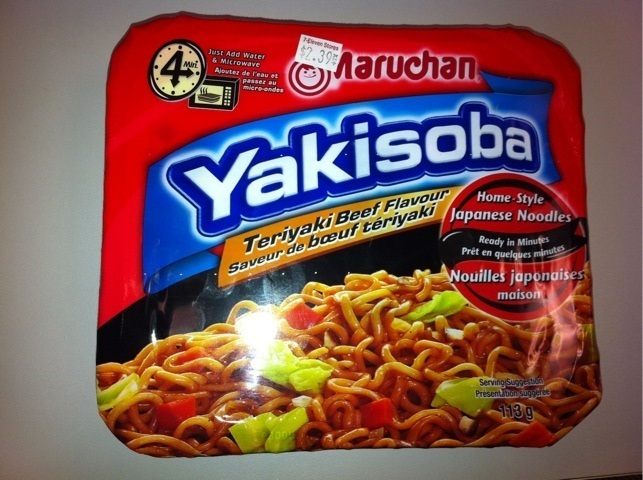 7-Eleven Stores
$2.39
Maruchan
4 Min.
Just Add Water
& Microwave
Ajoutez de l'eau et
passez au
micro-ondes
Yakisoba
Teriyaki Beef Flavour
Saveur de bœuf tériyaki
Home-Style
Japanese Noodles
Ready in Minutes
Prêt en quelques minutes
Nouilles japonaises
maison
Serving Suggestion
Présentation suggérée
113 g